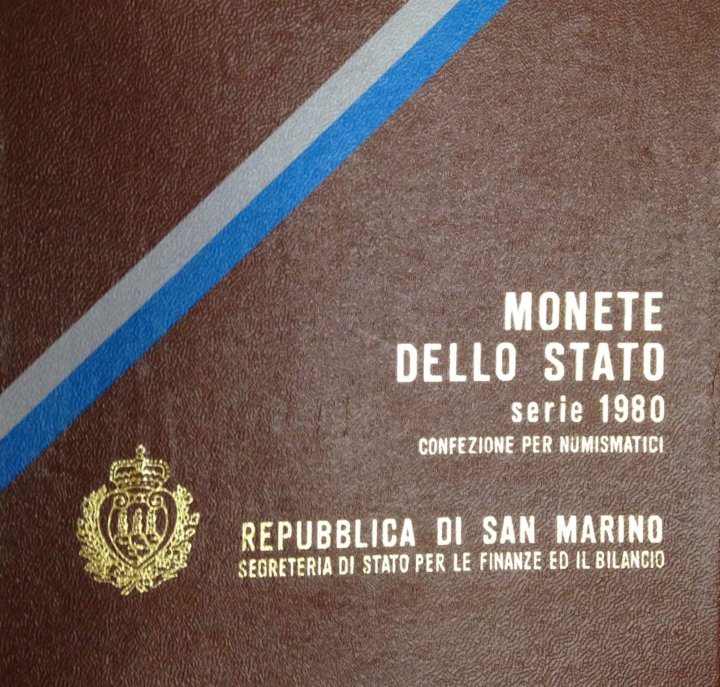 MONETE
DELLO STATO
serie 1980
CONFEZIONE PER NUMISMATICI
REPUBBLICA DI SAN MARINO
SEGRETERIA DI STATO PER LE FINANZE ED IL BILANCIO